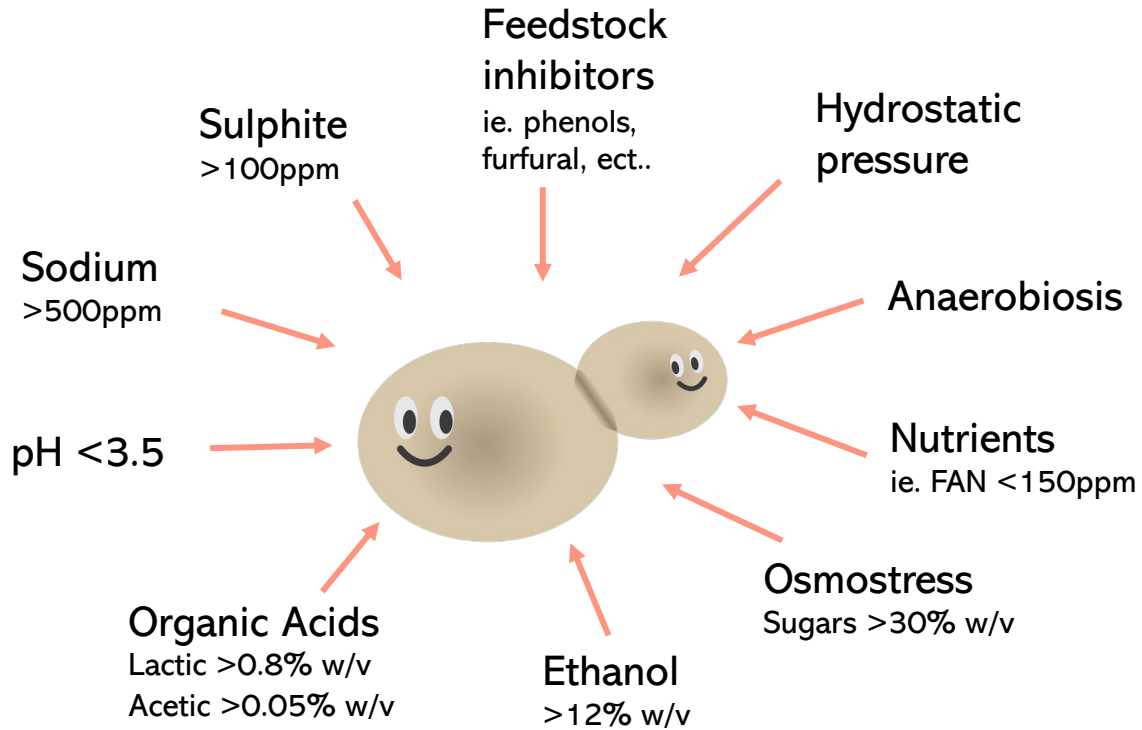 Feedstock
inhibitors
ie. phenols,
furfural, ect..
Hydrostatic
pressure
Sulphite
>100ppm
Sodium
>500ppm
Anaerobiosis
pH <3.5
Nutrients
ie. FAN <150ppm
Osmostress
Sugars >30% w/v
Organic Acids
Lactic >0.8% w/v
Acetic >0.05% w/v
Ethanol
>12% w/v